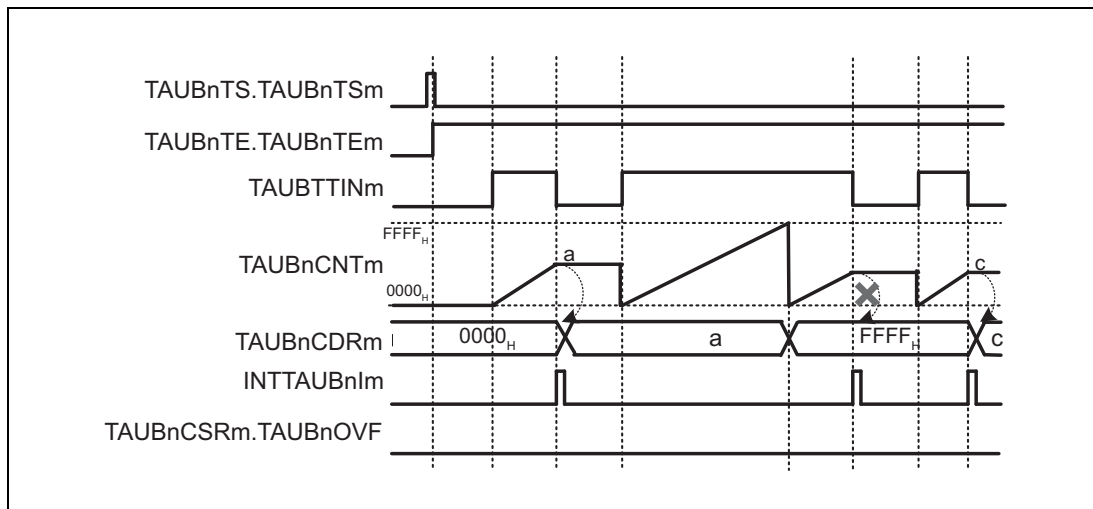 TAUBnTS.TAUBnTSm
TAUBnTE.TAUBnTEm
TAUBTTINm
FFFFH
TAUBnCNTm
a
c
0000H
TAUBnCDRm
0000H
a
FFFFH
c
INTTAUBnIm
TAUBnCSRm.TAUBnOVF